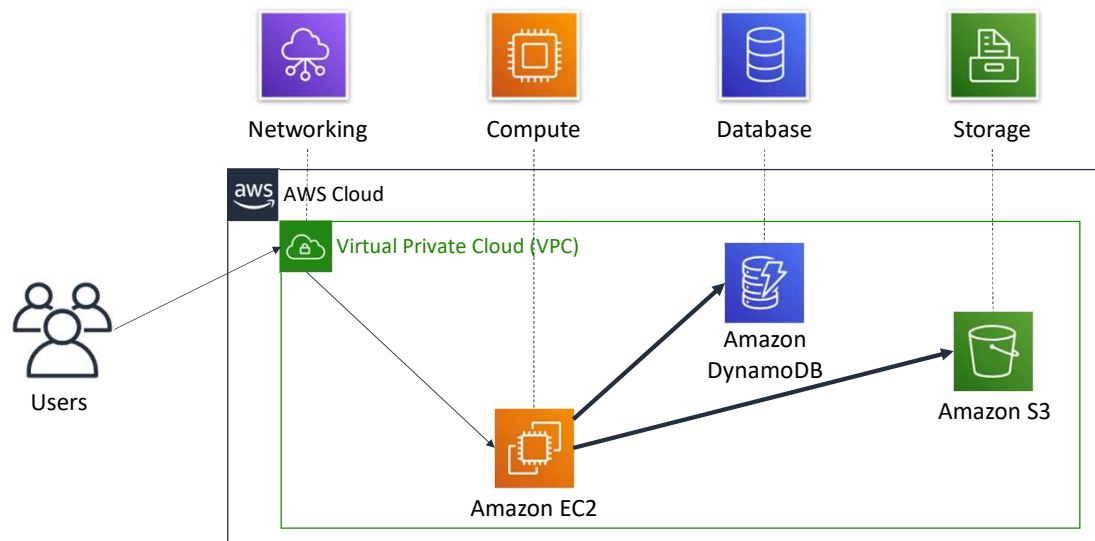 Networking
Compute
Database
Storage
aws
AWS Cloud
Virtual Private Cloud (VPC)
Users
Amazon
DynamoDB
Amazon S3
Amazon EC2